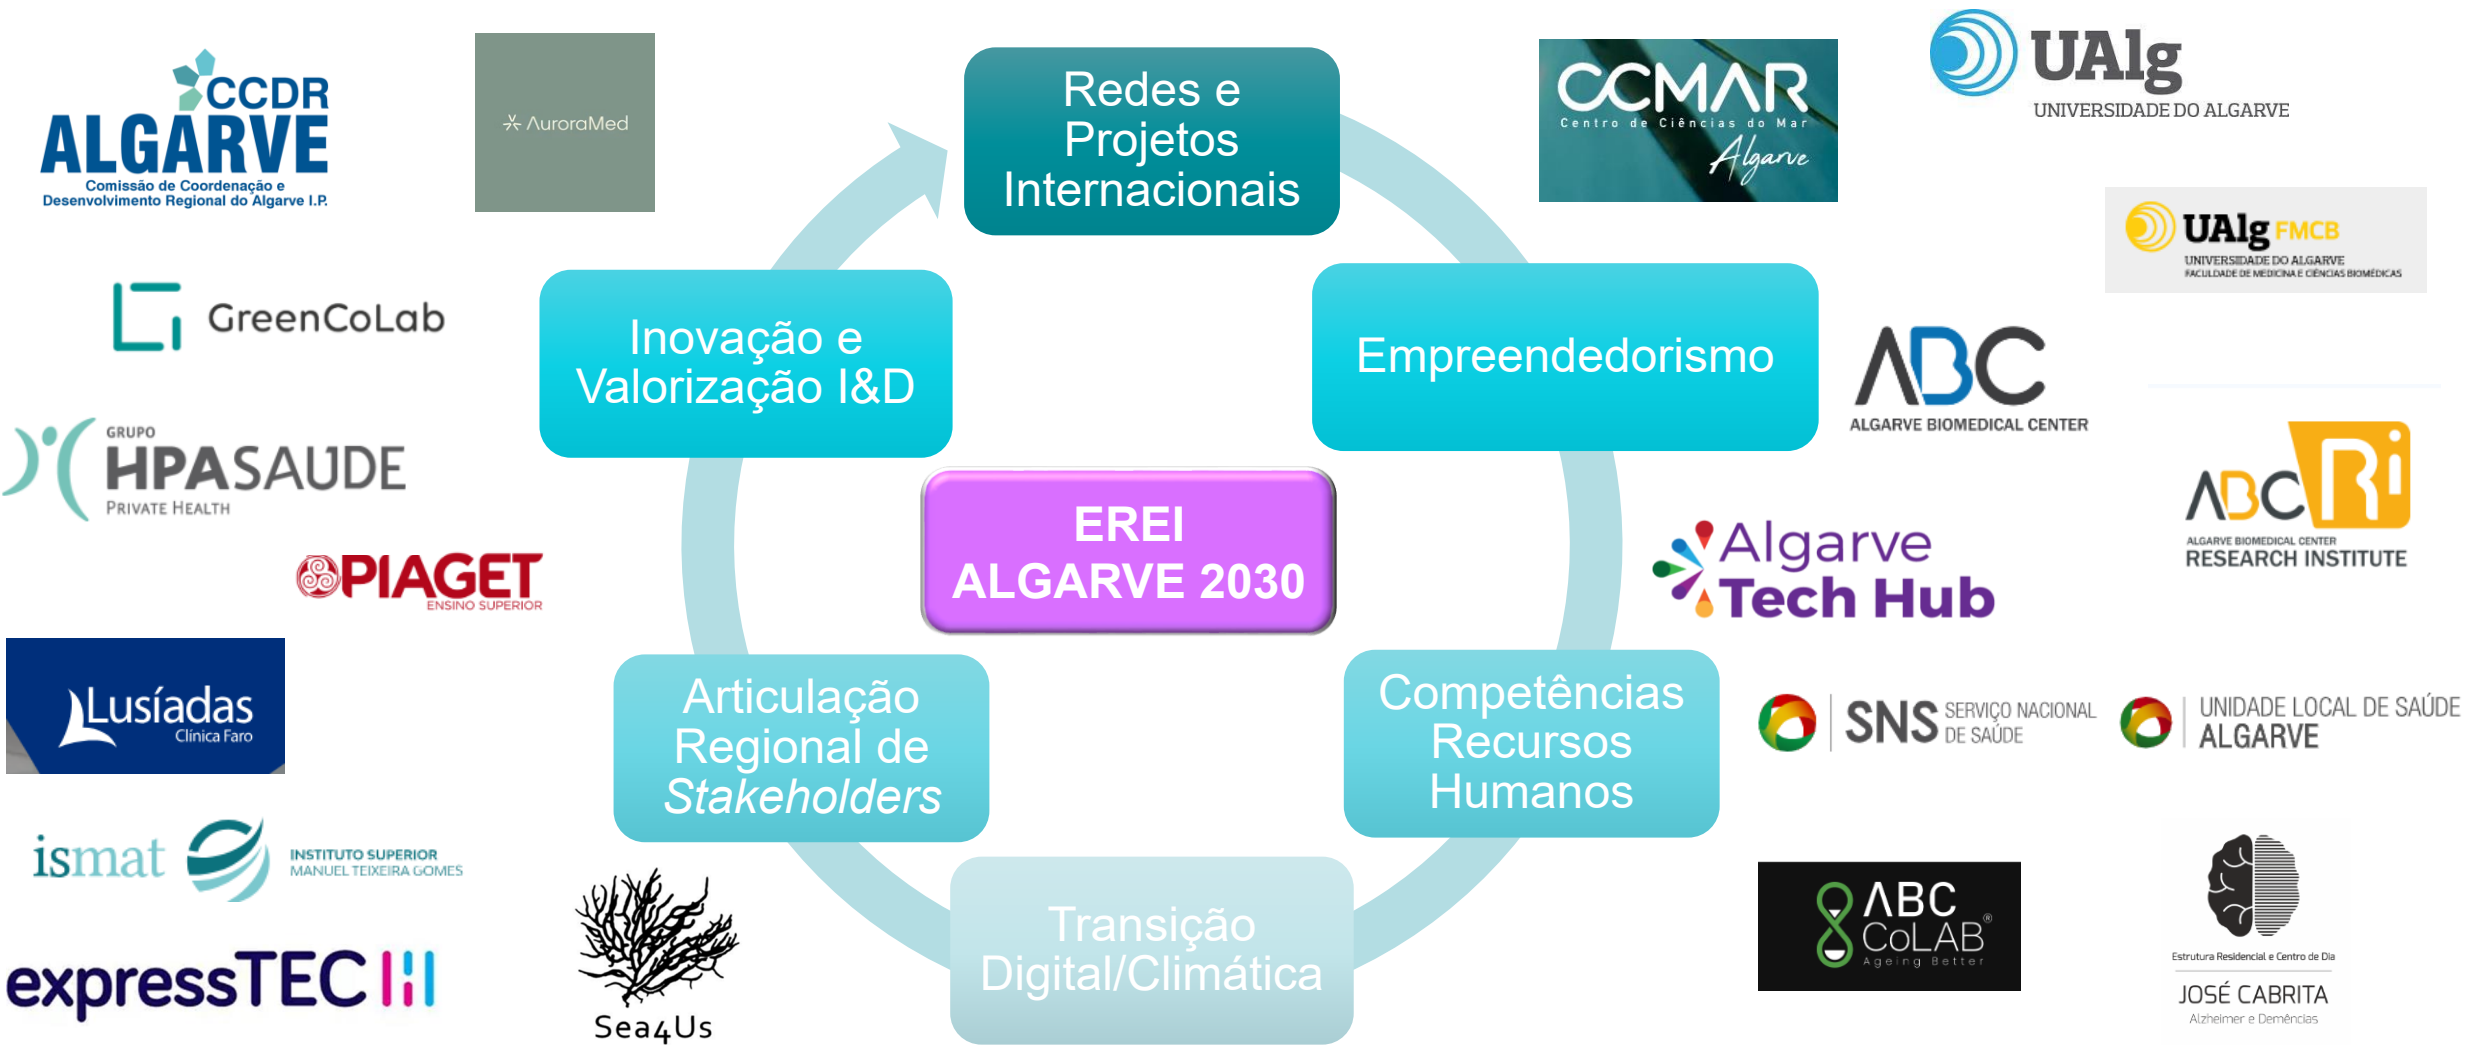 CCDR
ALGARVE
Comissão de Coordenação e
Desenvolvimento Regional do Algarve I.P.
AuroraMed
Redes e
Projetos
Internacionais
CCMAR
Centro de Ciências do Mar
Algarve
UAlg
UNIVERSIDADE DO ALGARVE
UAlg FMCB
UNIVERSIDADE DO ALGARVE
FACULDADE DE MEDICINA E CIÊNCIAS BIOMÉDICAS
GreenCoLab
Inovação e
Valorização I&D
Empreendedorismo
ABC
ALGARVE BIOMEDICAL CENTER
GRUPO
HPASAUDE
PRIVATE HEALTH
EREI
ALGARVE 2030
ABC Ri
ALGARVE BIOMEDICAL CENTER
RESEARCH INSTITUTE
PIAGET
ENSINO SUPERIOR
Algarve
Tech Hub
Lusíadas
Clínica Faro
Articulação
Regional de
Stakeholders
Competências
Recursos
Humanos
SNS SERVIÇO NACIONAL
DE SAÚDE
UNIDADE LOCAL DE SAÚDE
ALGARVE
ismat
INSTITUTO SUPERIOR
MANUEL TEIXEIRA GOMES
expressTEC
Sea4Us
Transição
Digital/Climática
ABC
CoLAB®
Ageing Better
Estrutura Residencial e Centro de Dia
JOSÉ CABRITA
Alzheimer e Demências